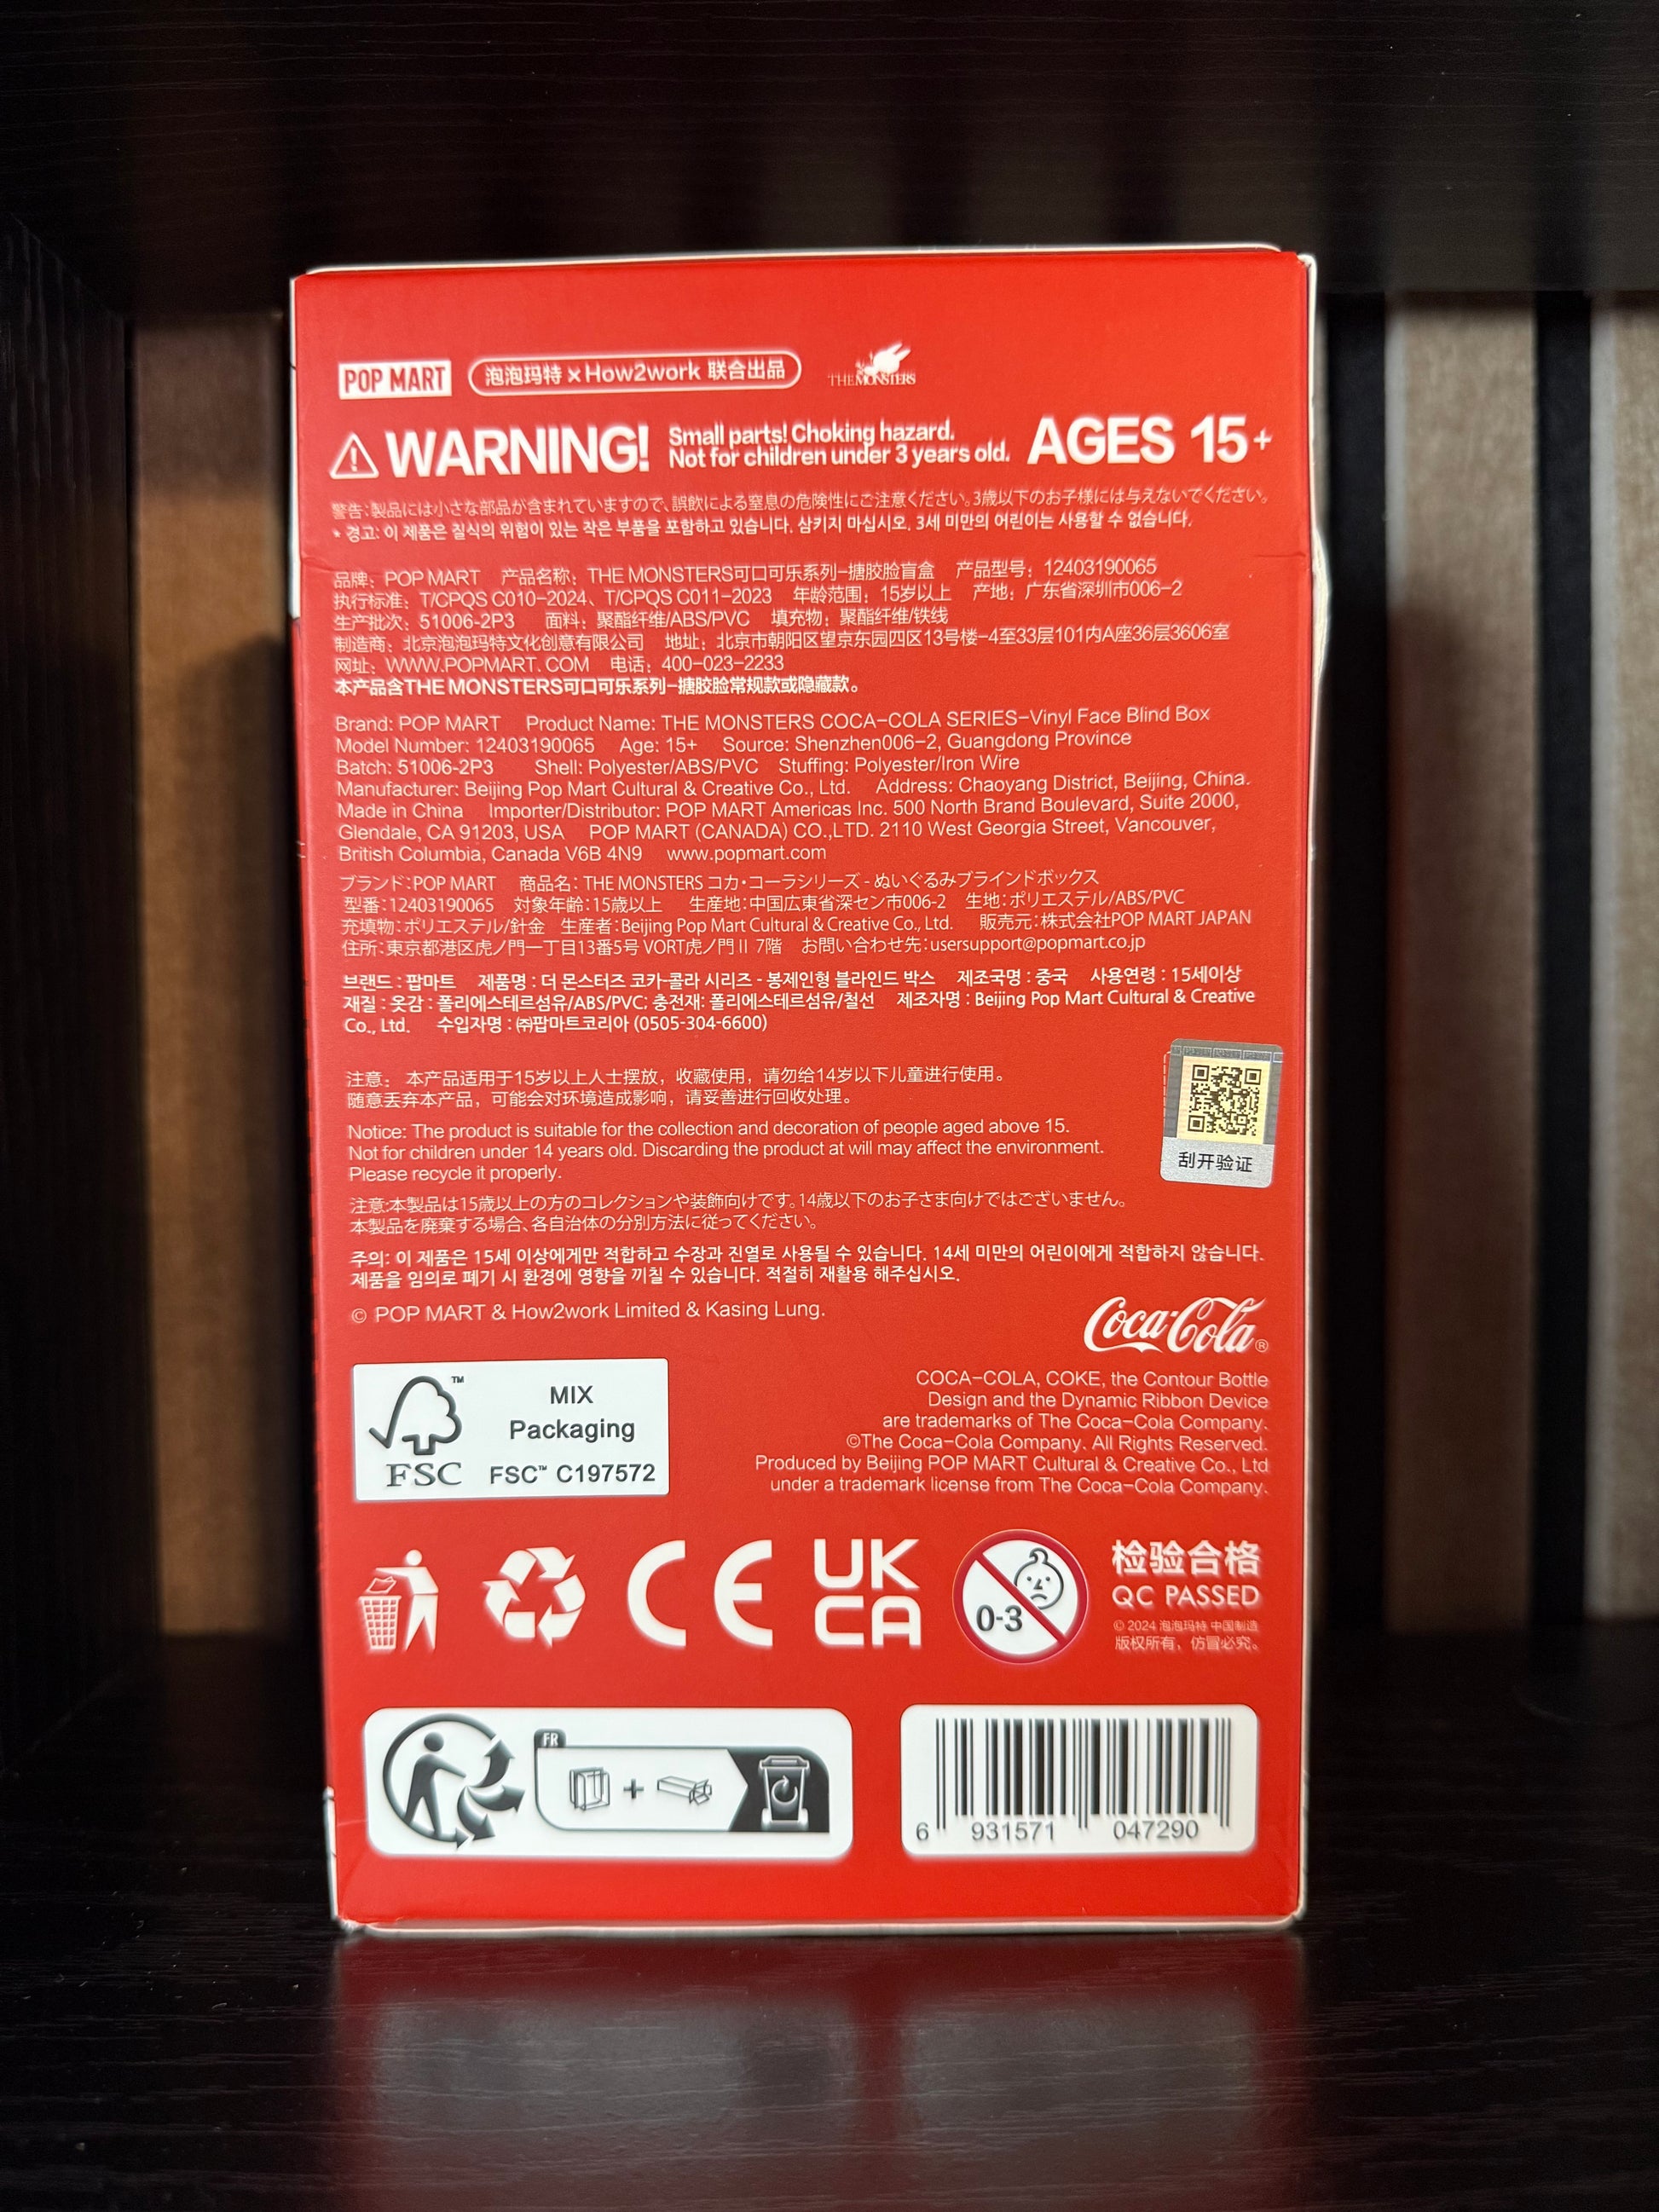 POP MART 泡泡玛特 x How2work 联合出品 THE MONSTERS
WARNING! Small parts! Choking hazard. Not for children under 3 years old. AGES 15+
警告:製品には小さな部品が含まれていますので、誤飲による窒息の危険性にご注意ください。3歳以下のお子様には与えないでください。
* 경고: 이 제품은 질식의 위험이 있는 작은 부품을 포함하고 있습니다. 삼키지 마십시오. 3세 미만의 어린이는 사용할 수 없습니다.
品牌：POP MART 产品名称：THE MONSTERS可口可乐系列-搪胶脸盲盒 产品型号：12403190065
执行标准：T/CPQS C010-2024、T/CPQS C011-2023 年龄范围：15岁以上 产地：广东省深圳市006-2
生产批次：51006-2P3 面料：聚酯纤维/ABS/PVC 填充物：聚酯纤维/铁线
制造商：北京泡泡玛特文化创意有限公司 地址：北京市朝阳区望京东园四区13号楼-4至33层101内A座36层3606室
网址：WWW.POPMART.COM 电话：400-023-2233
本产品含THE MONSTERS可口可乐系列-搪胶脸常规款或隐藏款。
Brand: POP MART Product Name: THE MONSTERS COCA-COLA SERIES-Vinyl Face Blind Box
Model Number: 12403190065 Age: 15+ Source: Shenzhen006-2, Guangdong Province
Batch: 51006-2P3 Shell: Polyester/ABS/PVC Stuffing: Polyester/Iron Wire
Manufacturer: Beijing Pop Mart Cultural & Creative Co., Ltd. Address: Chaoyang District, Beijing, China.
Made in China Importer/Distributor: POP MART Americas Inc. 500 North Brand Boulevard, Suite 2000,
Glendale, CA 91203, USA POP MART (CANADA) CO.,LTD. 2110 West Georgia Street, Vancouver,
British Columbia, Canada V6B 4N9 www.popmart.com
ブランド:POP MART 商品名: THE MONSTERS コカ・コーラシリーズ - ぬいぐるみブラインドボックス
型番:12403190065 対象年齢:15歳以上 生産地:中国広東省深セン市006-2 生地:ポリエステル/ABS/PVC
充填物:ポリエステル/針金 生産者:Beijing Pop Mart Cultural & Creative Co., Ltd. 販売元:株式会社POP MART JAPAN
住所:東京都港区虎ノ門一丁目13番5号 VORT虎ノ門Ⅱ 7階 お問い合わせ先:usersupport@popmart.co.jp
브랜드 : 팝마트 제품명 : 더 몬스터즈 코카-콜라 시리즈 - 봉제인형 블라인드 박스 제조국명 : 중국 사용연령 : 15세이상
재질 : 옷감 : 폴리에스테르섬유/ABS/PVC; 충전재: 폴리에스테르섬유/철선 제조자명 : Beijing Pop Mart Cultural & Creative
Co., Ltd. 수입자명 : ㈜팝마트코리아 (0505-304-6600)
注意： 本产品适用于15岁以上人士摆放，收藏使用，请勿给14岁以下儿童进行使用。
随意丢弃本产品，可能会对环境造成影响，请妥善进行回收处理。
刮开验证
Notice: The product is suitable for the collection and decoration of people aged above 15.
Not for children under 14 years old. Discarding the product at will may affect the environment.
Please recycle it properly.
注意:本製品は15歳以上の方のコレクションや装飾向けです。14歳以下のお子さま向けではございません。
本製品を廃棄する場合、各自治体の分別方法に従ってください。
주의: 이 제품은 15세 이상에게만 적합하고 수장과 진열로 사용될 수 있습니다. 14세 미만의 어린이에게 적합하지 않습니다.
제품을 임의로 폐기 시 환경에 영향을 끼칠 수 있습니다. 적절히 재활용 해주십시오.
© POP MART & How2work Limited & Kasing Lung.
Coca-Cola®
COCA-COLA, COKE, the Contour Bottle
Design and the Dynamic Ribbon Device
are trademarks of The Coca-Cola Company.
©The Coca-Cola Company. All Rights Reserved.
Produced by Beijing POP MART Cultural & Creative Co., Ltd
under a trademark license from The Coca-Cola Company.
™ MIX
Packaging
FSC FSC™ C197572
CE UK CA 0-3
检验合格
QC PASSED
© 2024 泡泡玛特 中国制造
版权所有，仿冒必究。
FR
6 931571 047290